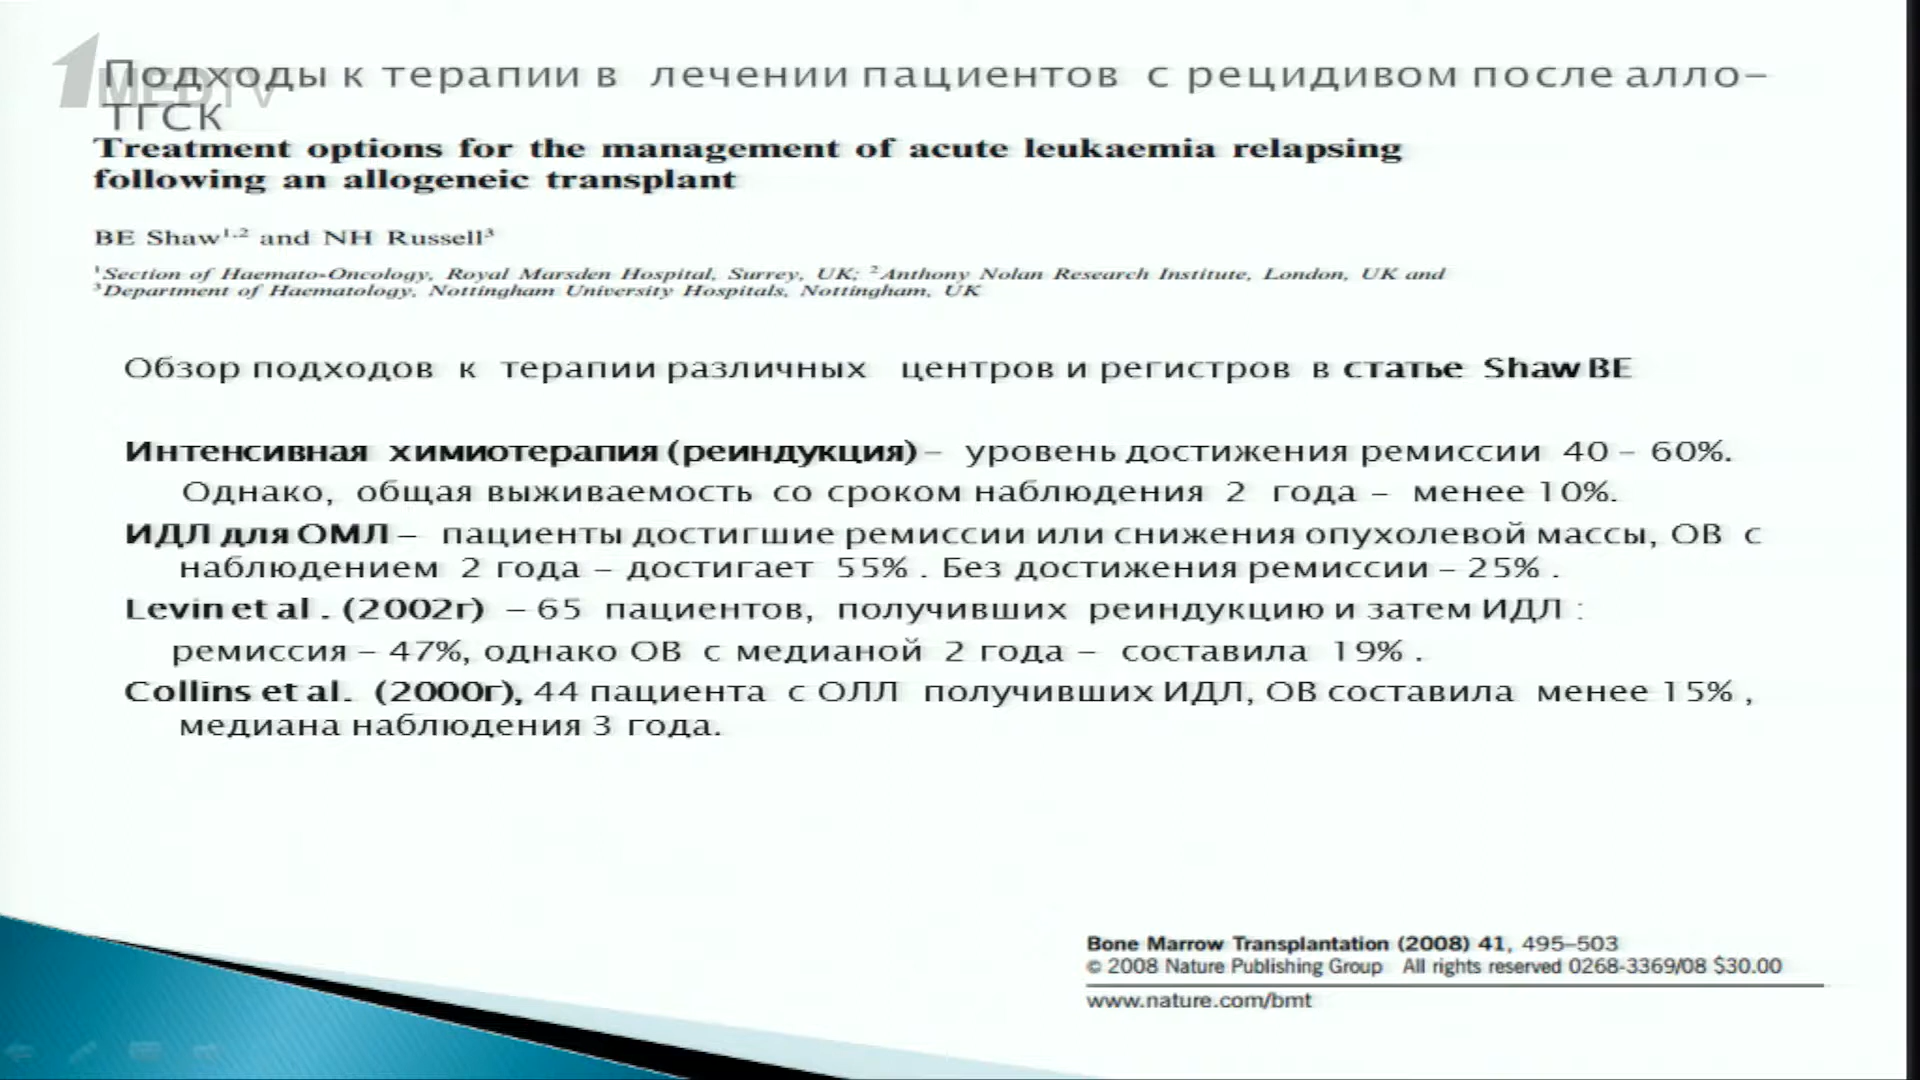 1MEDTV
Подходы к терапии в лечении пациентов с рецидивом после алло-
ТГСК
Treatment options for the management of acute leukaemia relapsing
following an allogeneic transplant
BE Shaw1,2 and NH Russell3
1Section of Haemato-Oncology, Royal Marsden Hospital, Surrey, UK; 2Anthony Nolan Research Institute, London, UK and
3Department of Haematology, Nottingham University Hospitals, Nottingham, UK
Обзор подходов к терапии различных центров и регистров в статье Shaw BE
Интенсивная химиотерапия (реиндукция) – уровень достижения ремиссии 40 – 60%.
Однако, общая выживаемость со сроком наблюдения 2 года – менее 10%.
ИДЛ для ОМЛ – пациенты достигшие ремиссии или снижения опухолевой массы, ОВ с
наблюдением 2 года – достигает 55% . Без достижения ремиссии – 25% .
Levin et al . (2002г) – 65 пациентов, получивших реиндукцию и затем ИДЛ :
ремиссия – 47%, однако ОВ с медианой 2 года – составила 19% .
Collins et al. (2000г), 44 пациента с ОЛЛ получивших ИДЛ, ОВ составила менее 15% ,
медиана наблюдения 3 года.
Bone Marrow Transplantation (2008) 41, 495–503
© 2008 Nature Publishing Group All rights reserved 0268-3369/08 $30.00
www.nature.com/bmt